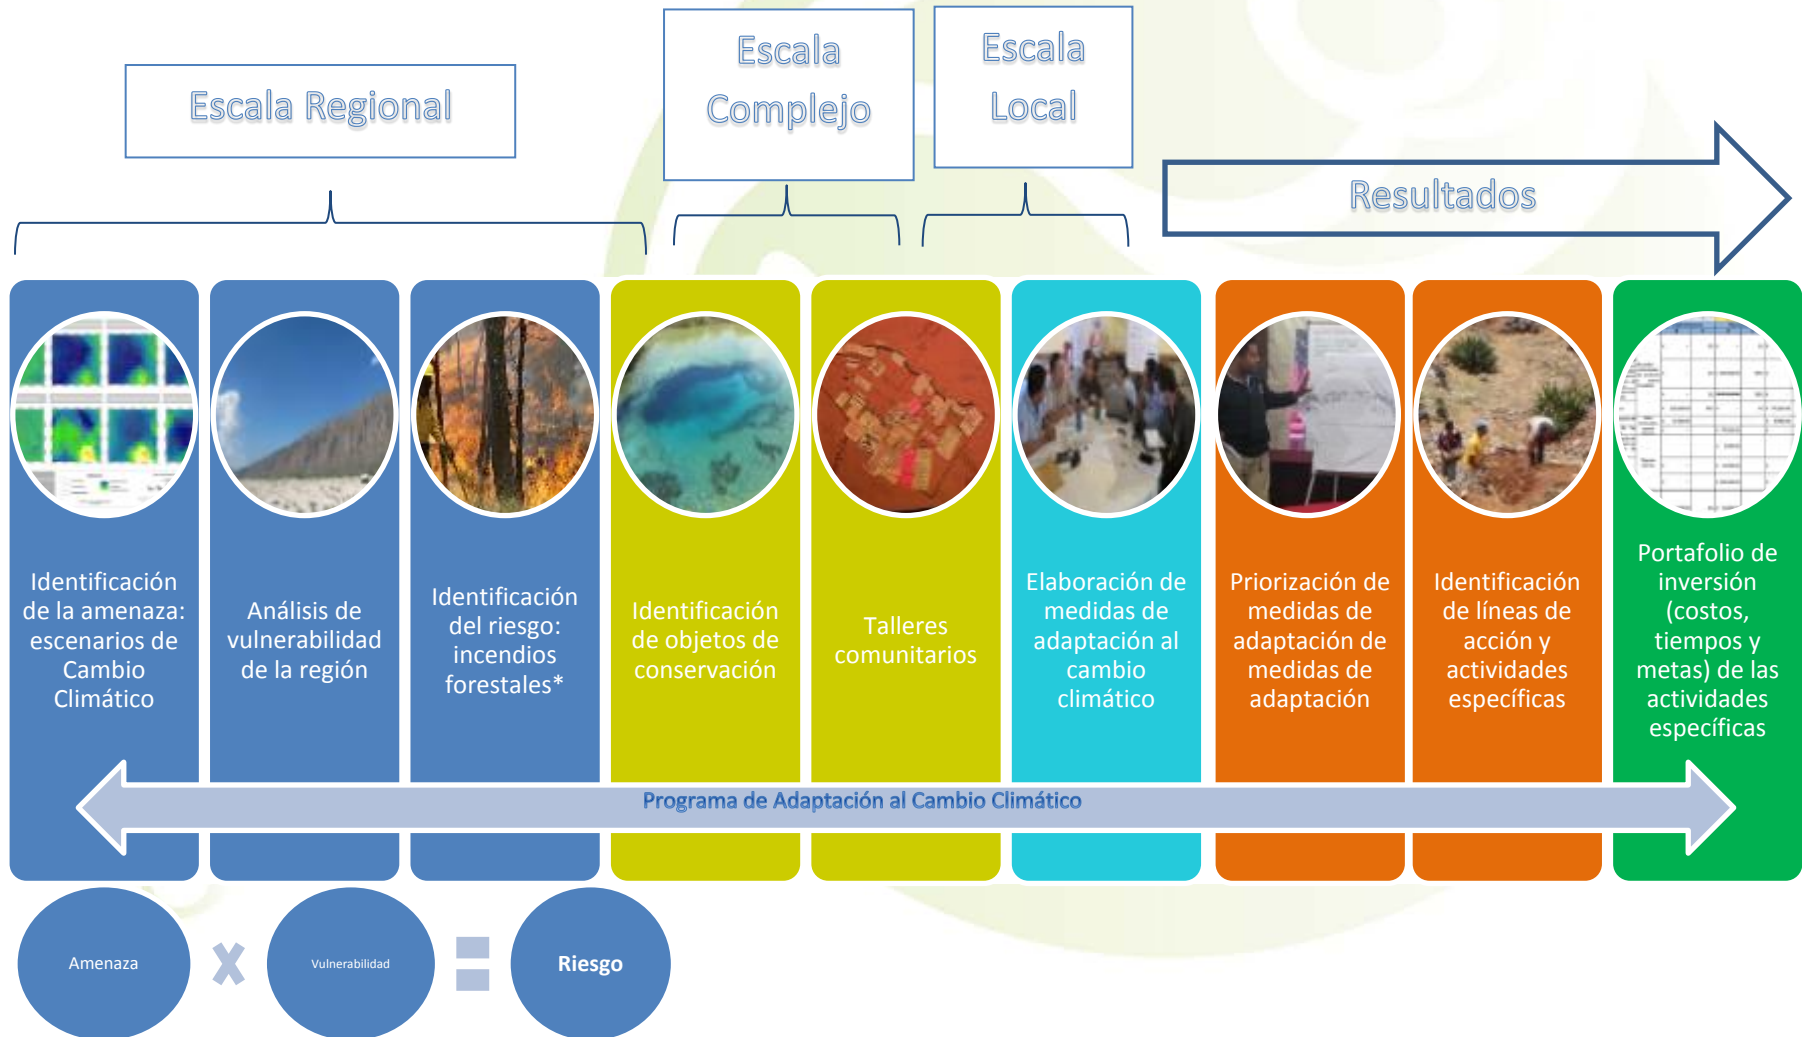 Escala Regional
Escala
Complejo
Escala
Local
Resultados
Identificación
de la amenaza:
escenarios de
Cambio
Climático
Análisis de
vulnerabilidad
de la región
Identificación
del riesgo:
incendios
forestales*
Identificación
de objetos de
conservación
Talleres
comunitarios
Elaboración de
medidas de
adaptación al
cambio
climático
Priorización de
medidas de
adaptación de
medidas de
adaptación
Identificación
de líneas de
acción y
actividades
específicas
Portafolio de
inversión
(costos,
tiempos y
metas) de las
actividades
específicas
Programa de Adaptación al Cambio Climático
Amenaza
Vulnerabilidad
Riesgo